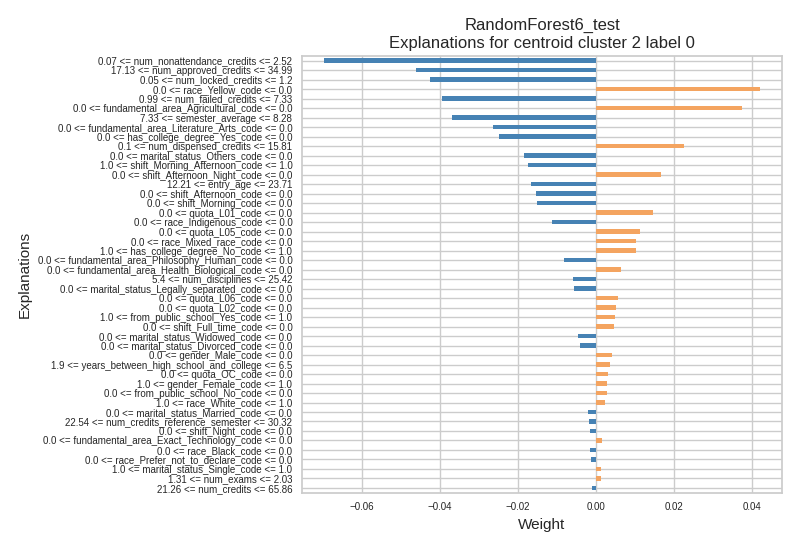 RandomForest6_test
Explanations for centroid cluster 2 label 0
Explanations
0.07 <= num_nonattendance_credits <= 2.52
17.13 <= num_approved_credits <= 34.99
0.05 <= num_locked_credits <= 1.2
0.0 <= race_Yellow_code <= 0.0
0.99 <= num_failed_credits <= 7.33
0.0 <= fundamental_area_Agricultural_code <= 0.0
7.33 <= semester_average <= 8.28
0.0 <= fundamental_area_Literature_Arts_code <= 0.0
0.0 <= has_college_degree_Yes_code <= 0.0
0.1 <= num_dispensed_credits <= 15.81
0.0 <= marital_status_Others_code <= 0.0
1.0 <= shift_Morning_Afternoon_code <= 1.0
0.0 <= shift_Afternoon_Night_code <= 0.0
12.21 <= entry_age <= 23.71
0.0 <= shift_Afternoon_code <= 0.0
0.0 <= shift_Morning_code <= 0.0
0.0 <= quota_L01_code <= 0.0
0.0 <= race_Indigenous_code <= 0.0
0.0 <= quota_L05_code <= 0.0
0.0 <= race_Mixed_race_code <= 0.0
1.0 <= has_college_degree_No_code <= 1.0
0.0 <= fundamental_area_Philosophy_Human_code <= 0.0
0.0 <= fundamental_area_Health_Biological_code <= 0.0
5.4 <= num_disciplines <= 25.42
0.0 <= marital_status_Legally_separated_code <= 0.0
0.0 <= quota_L06_code <= 0.0
0.0 <= quota_L02_code <= 0.0
1.0 <= from_public_school_Yes_code <= 1.0
0.0 <= shift_Full_time_code <= 0.0
0.0 <= marital_status_Widowed_code <= 0.0
0.0 <= marital_status_Divorced_code <= 0.0
0.0 <= gender_Male_code <= 0.0
1.9 <= years_between_high_school_and_college <= 6.5
0.0 <= quota_OC_code <= 0.0
1.0 <= gender_Female_code <= 1.0
0.0 <= from_public_school_No_code <= 0.0
1.0 <= race_White_code <= 1.0
0.0 <= marital_status_Married_code <= 0.0
22.54 <= num_credits_reference_semester <= 30.32
0.0 <= shift_Night_code <= 0.0
0.0 <= fundamental_area_Exact_Technology_code <= 0.0
0.0 <= race_Black_code <= 0.0
0.0 <= race_Prefer_not_to_declare_code <= 0.0
1.0 <= marital_status_Single_code <= 1.0
1.31 <= num_exams <= 2.03
21.26 <= num_credits <= 65.86
−0.06 −0.04 −0.02 0.00 0.02 0.04
Weight